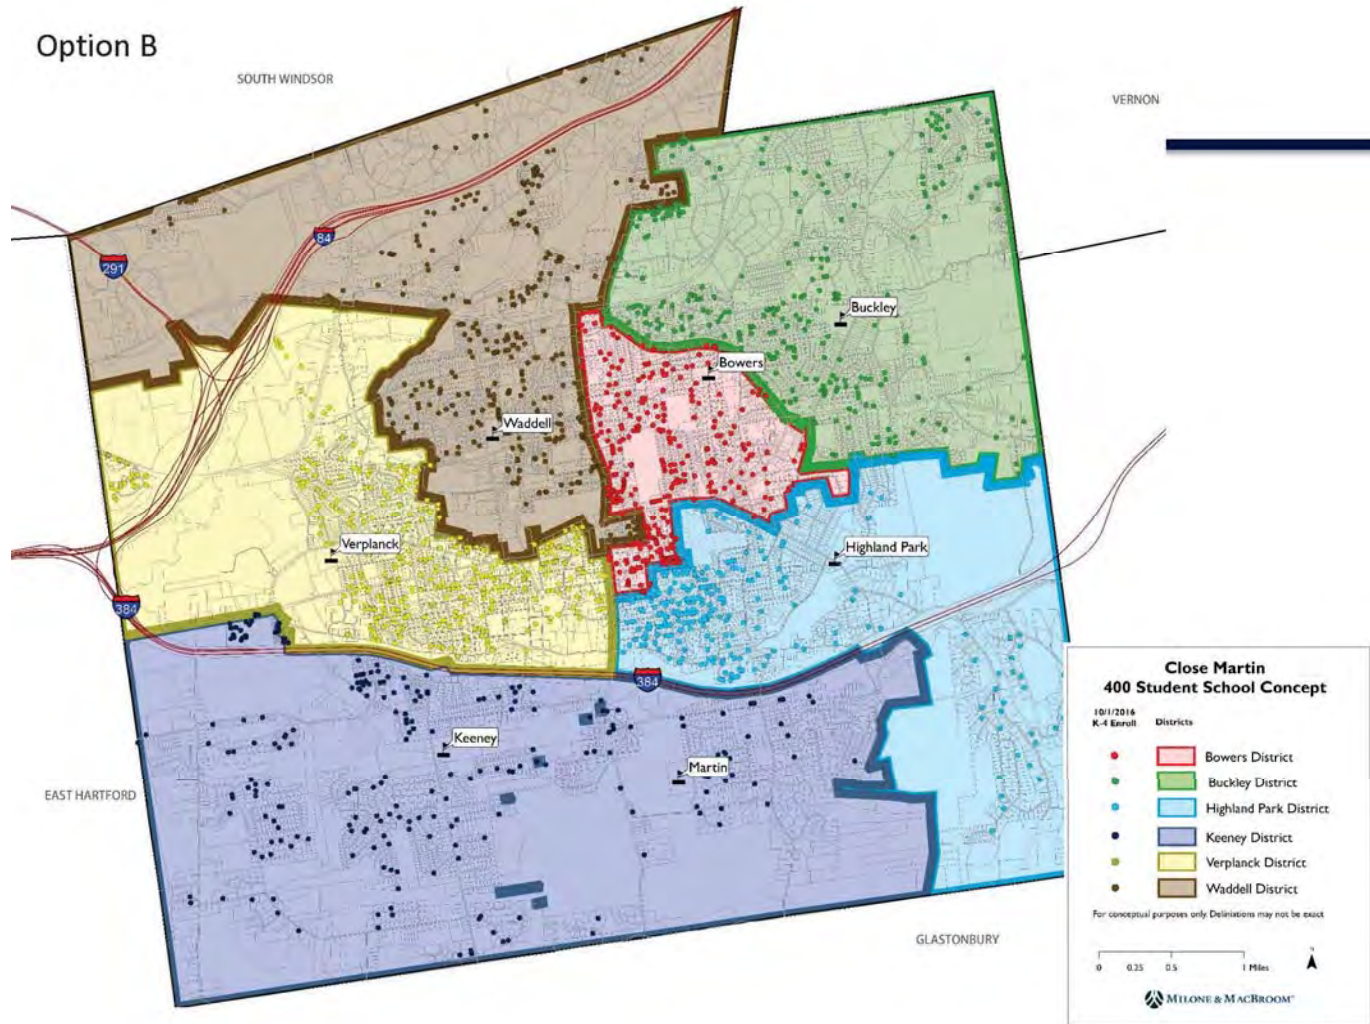 Option B
SOUTH WINDSOR
VERNON
84
291
Buckley
Bowers
Waddell
Verplanck
Highland Park
384
384
Keeney
Martin
EAST HARTFORD
GLASTONBURY
Close Martin
400 Student School Concept
10/1/2016
K-4 Enroll Districts
Bowers District
Buckley District
Highland Park District
Keeney District
Verplanck District
Waddell District
For conceptual purposes only. Deliniations may not be exact
0 0.25 0.5 1 Miles
N
MILONE & MACBROOM